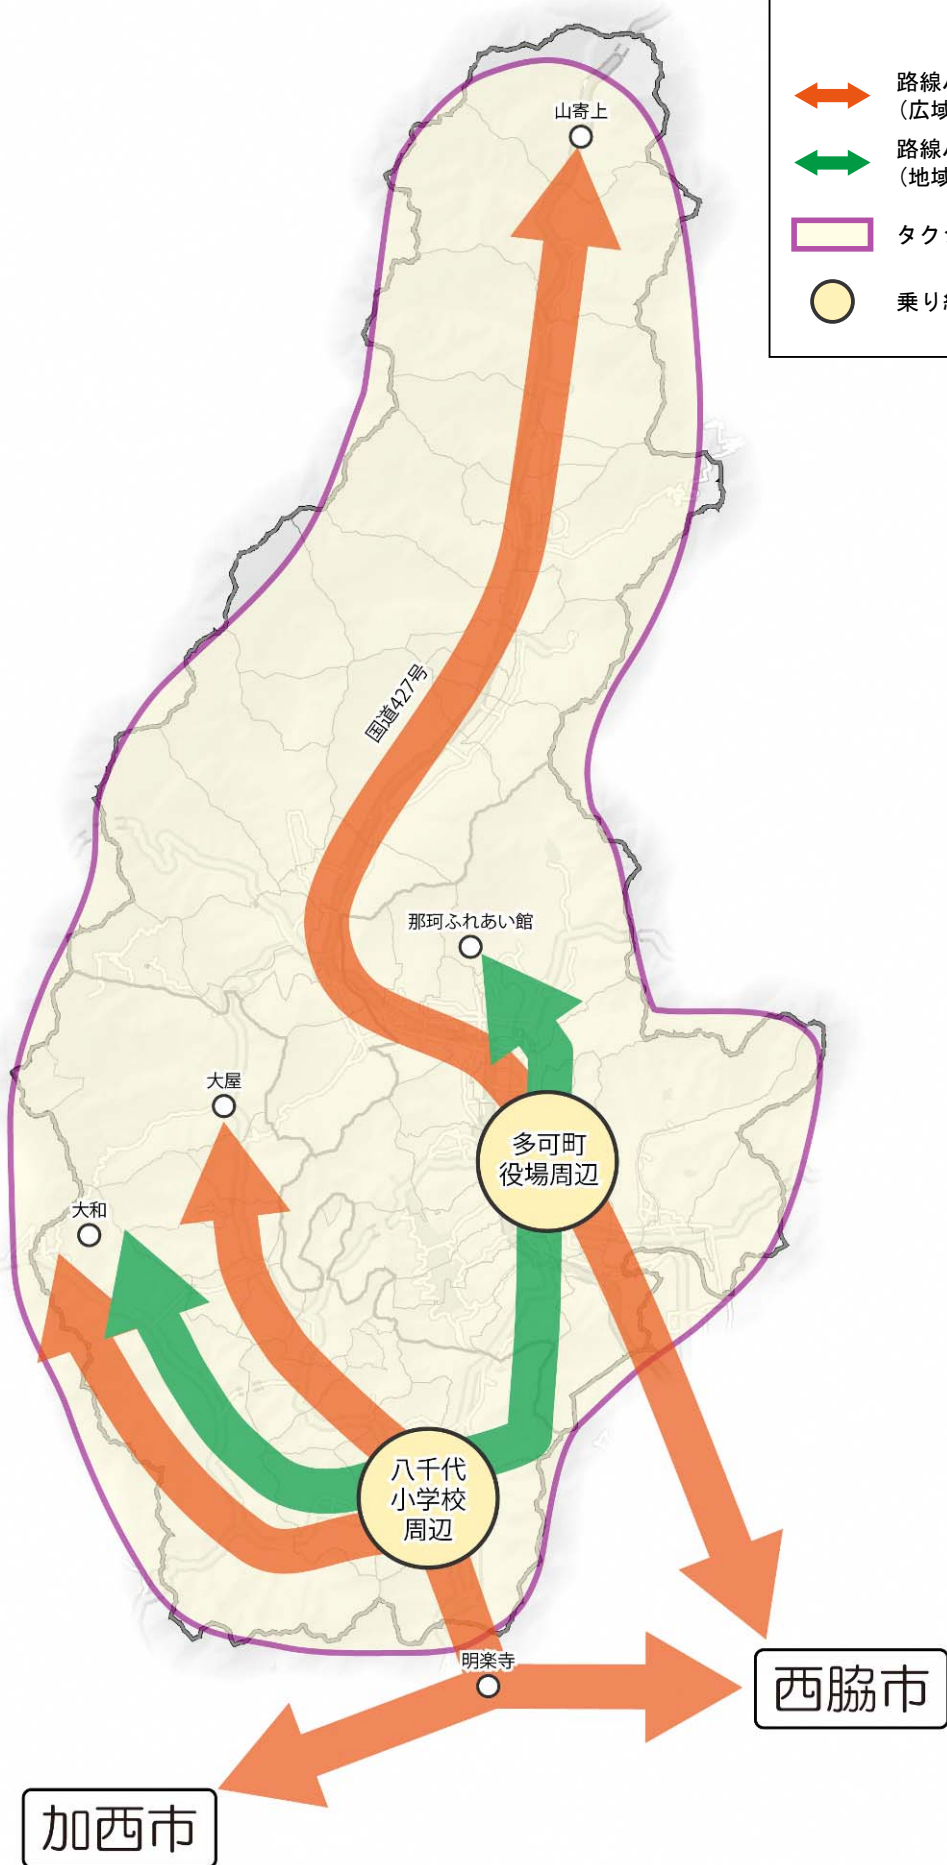 路線
(広域
路線
(地域
タク
乗り
山寄上
国道427号
那珂ふれあい館
大屋
多可町
役場周辺
大和
八千代
小学校
周辺
明楽寺
西脇市
加西市